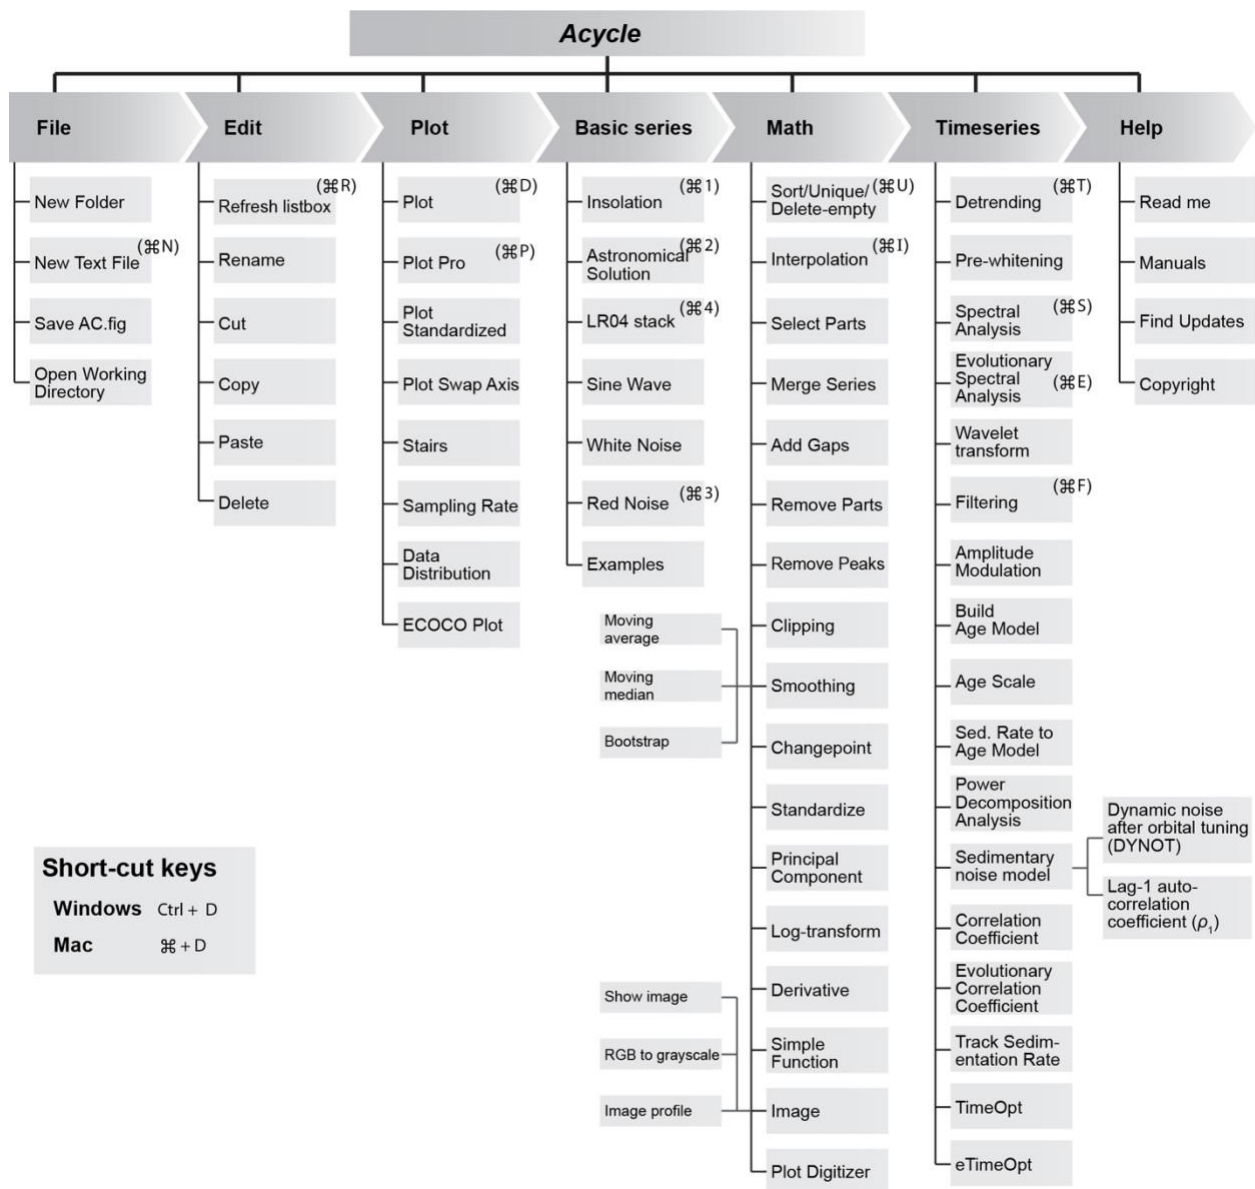 Acycle
File
Edit
Plot
Basic series
Math
Timeseries
Help
New Folder
New Text File (⌘N)
Save AC.fig
Open Working
Directory
(⌘R)
Refresh listbox
Rename
Cut
Copy
Paste
Delete
Plot (⌘D)
Plot Pro (⌘P)
Plot
Standardized
Plot Swap Axis
Stairs
Sampling Rate
Data
Distribution
ECOCO Plot
Insolation (⌘1)
Astronomical (⌘2)
Solution
LR04 stack (⌘4)
Sine Wave
White Noise
Red Noise (⌘3)
Examples
Sort/Unique/ (⌘U)
Delete-empty
Interpolation (⌘I)
Select Parts
Merge Series
Add Gaps
Remove Parts
Remove Peaks
Clipping
Smoothing
Moving
average
Moving
median
Bootstrap
Changepoint
Standardize
Principal
Component
Log-transform
Derivative
Simple
Function
Image
Show image
RGB to grayscale
Image profile
Plot Digitizer
Detrending (⌘T)
Pre-whitening
Spectral (⌘S)
Analysis
Evolutionary
Spectral (⌘E)
Analysis
Wavelet
transform
Filtering (⌘F)
Amplitude
Modulation
Build
Age Model
Age Scale
Sed. Rate to
Age Model
Power
Decomposition
Analysis
Sedimentary
noise model
Dynamic noise
after orbital tuning
(DYNOT)
Lag-1 auto-
correlation
coefficient (ρ₁)
Correlation
Coefficient
Evolutionary
Correlation
Coefficient
Track Sedim-
entation Rate
TimeOpt
eTimeOpt
Read me
Manuals
Find Updates
Copyright
Short-cut keys
Windows Ctrl + D
Mac ⌘ + D